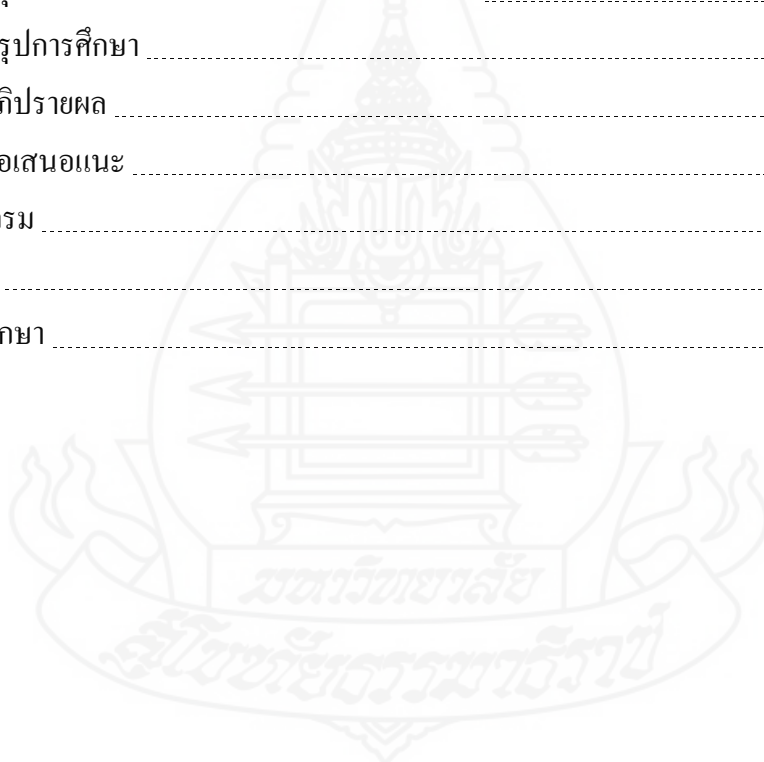 รุปการศึกษา
ภิปรายผล
อเสนอแนะ
รม
กษา
มหาวิทยาลัย
สุโขทัยธรรมาธิราช